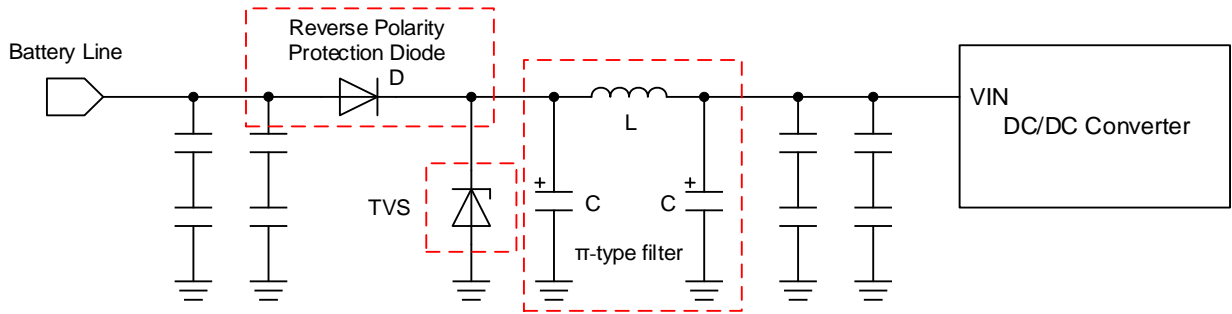 Reverse Polarity
Protection Diode
Battery Line
D
VIN
DC/DC Converter
L
TVS
+
C
+
C
π-type filter